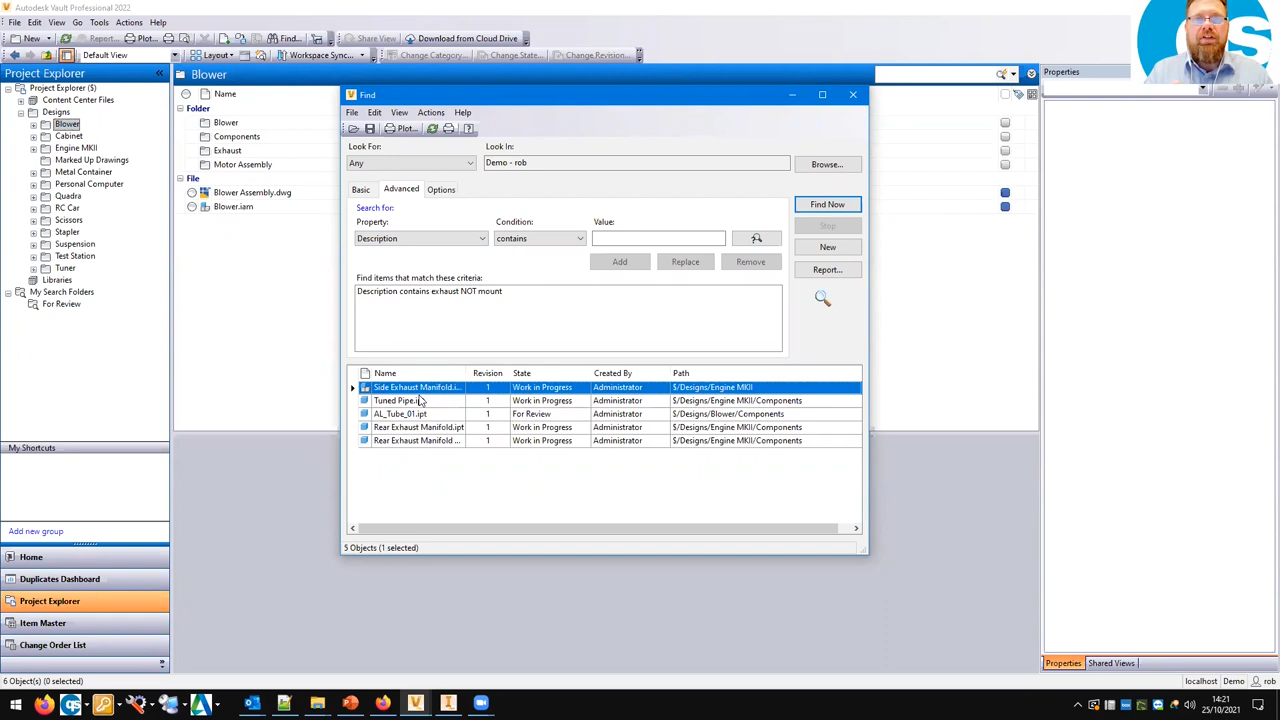 Autodesk Vault Professional 2022
File Edit View Go Tools Actions Help
New Report... Plot... Find... Share View Download from Cloud Drive
Default View Layout Workspace Sync... Change Category... Change State... Change Revision...
Project Explorer
Project Explorer ($)
Content Center Files
Designs
Blower
Cabinet
Engine MKII
Marked Up Drawings
Metal Container
Personal Computer
Quadra
RC Car
Scissors
Stapler
Suspension
Test Station
Tuner
Libraries
My Search Folders
For Review
My Shortcuts
Add new group
Home
Duplicates Dashboard
Project Explorer
Item Master
Change Order List
6 Object(s) (0 selected)
Blower
Name
Folder
Blower
Components
Exhaust
Motor Assembly
File
Blower Assembly.dwg
Blower.iam
Find
File Edit View Actions Help
Plot...
Look For: Look In:
Any Demo - rob Browse...
Basic Advanced Options
Search for:
Property: Condition: Value:
Description contains
Add Replace Remove
Find Now
Stop
New
Report...
Find items that match these criteria:
Description contains exhaust NOT mount
Name Revision State Created By Path
Side Exhaust Manifold.i... 1 Work in Progress Administrator $/Designs/Engine MKII
Tuned Pipe.i 1 Work in Progress Administrator $/Designs/Engine MKII/Components
AL_Tube_01.ipt 1 For Review Administrator $/Designs/Blower/Components
Rear Exhaust Manifold.ipt 1 Work in Progress Administrator $/Designs/Engine MKII/Components
Rear Exhaust Manifold ... 1 Work in Progress Administrator $/Designs/Engine MKII/Components
5 Objects (1 selected)
Properties
Properties Shared Views
localhost Demo rob
14:21
25/10/2021